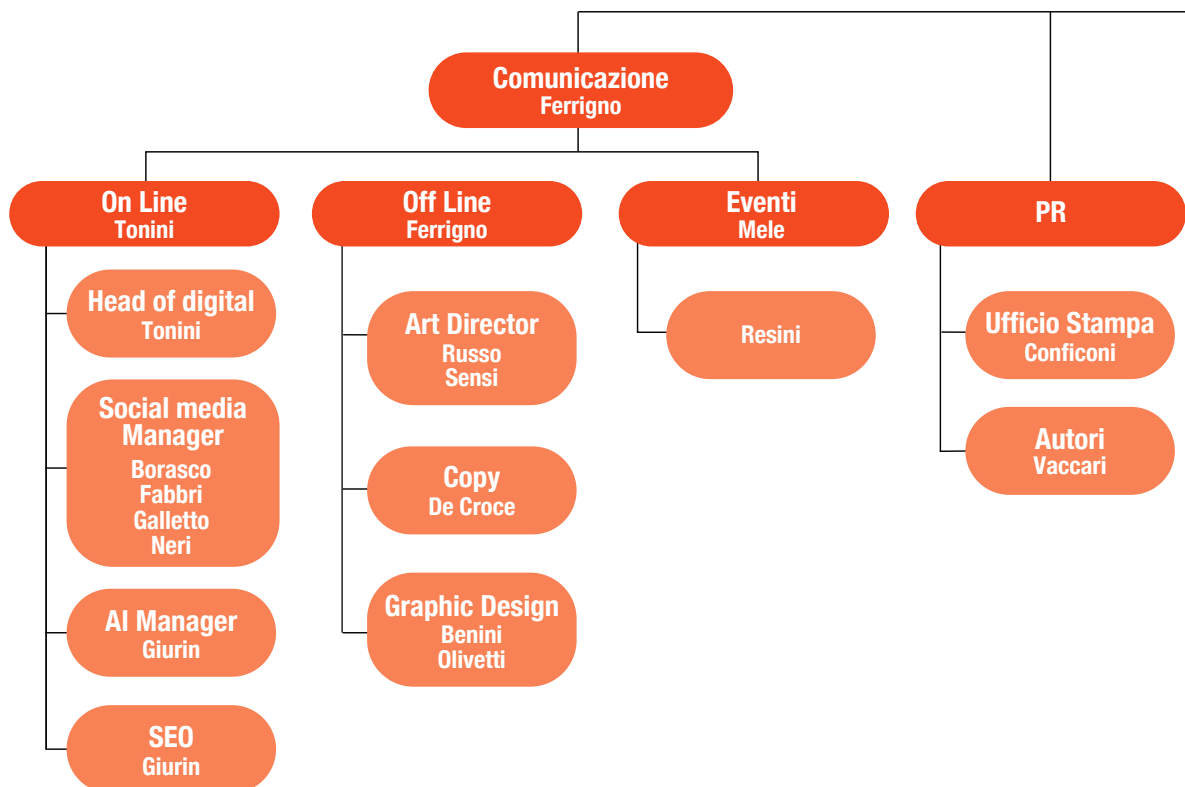 Comunicazione
Ferrigno
On Line
Tonini
Off Line
Ferrigno
Eventi
Mele
PR
Head of digital
Tonini
Social media
Manager
Borasco
Fabbri
Galletto
Neri
AI Manager
Giurin
SEO
Giurin
Art Director
Russo
Sensi
Copy
De Croce
Graphic Design
Benini
Olivetti
Resini
Ufficio Stampa
Conficoni
Autori
Vaccari